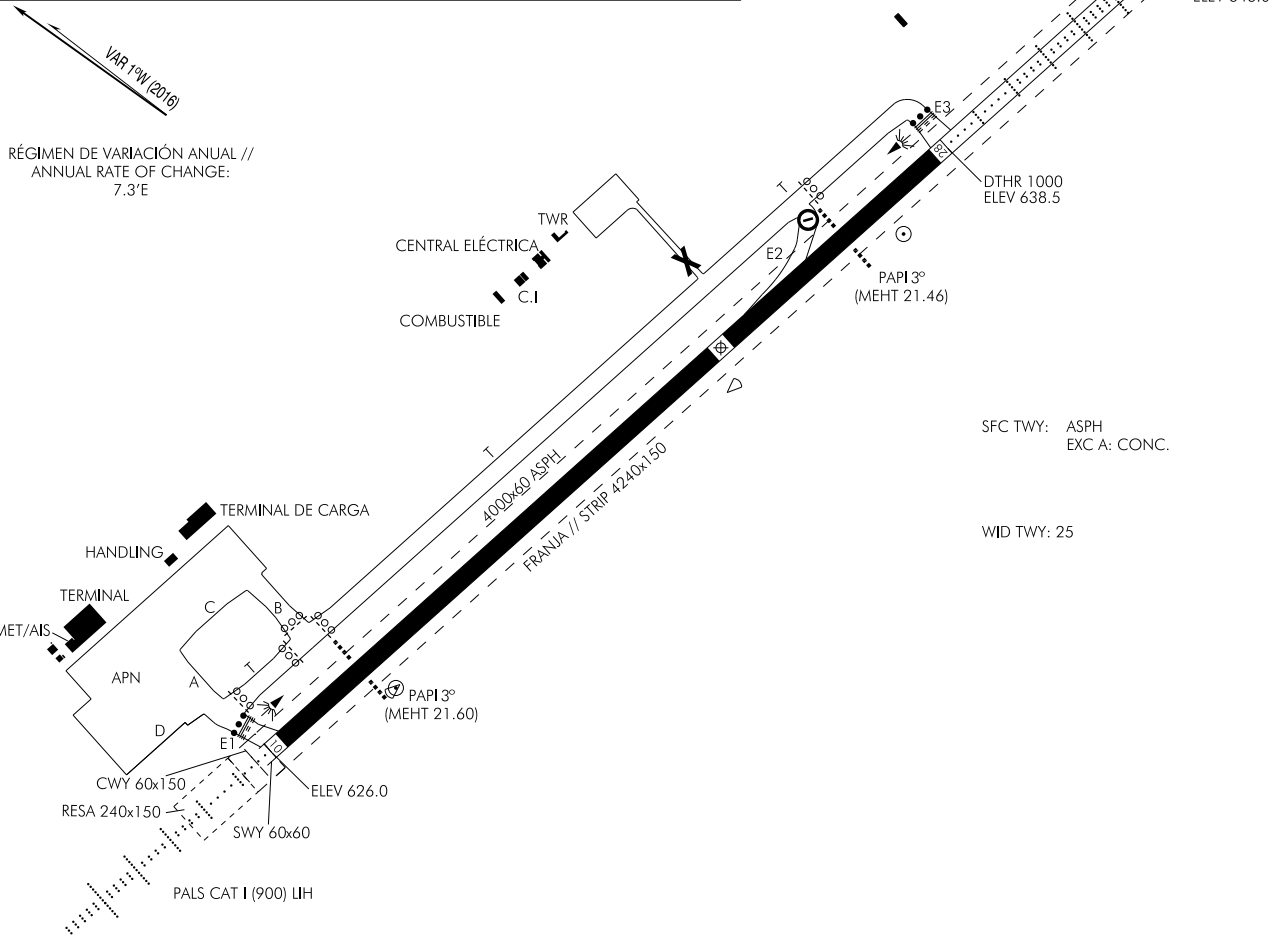 VAR 1ºW (2016)
RÉGIMEN DE VARIACIÓN ANUAL //
ANNUAL RATE OF CHANGE:
7.3'E
E3
28
DTHR 1000
ELEV 638.5
T
TWR
CENTRAL ELÉCTRICA
C.I
COMBUSTIBLE
E2
PAPI 3º
(MEHT 21.46)
SFC TWY: ASPH
EXC A: CONC.
WID TWY: 25
T
4000x60 ASPH
FRANJA // STRIP 4240x150
TERMINAL DE CARGA
HANDLING
TERMINAL
MET/AIS
C
B
T
A
APN
D
PAPI 3º
(MEHT 21.60)
E1
10
CWY 60x150
ELEV 626.0
RESA 240x150
SWY 60x60
PALS CAT I (900) LIH